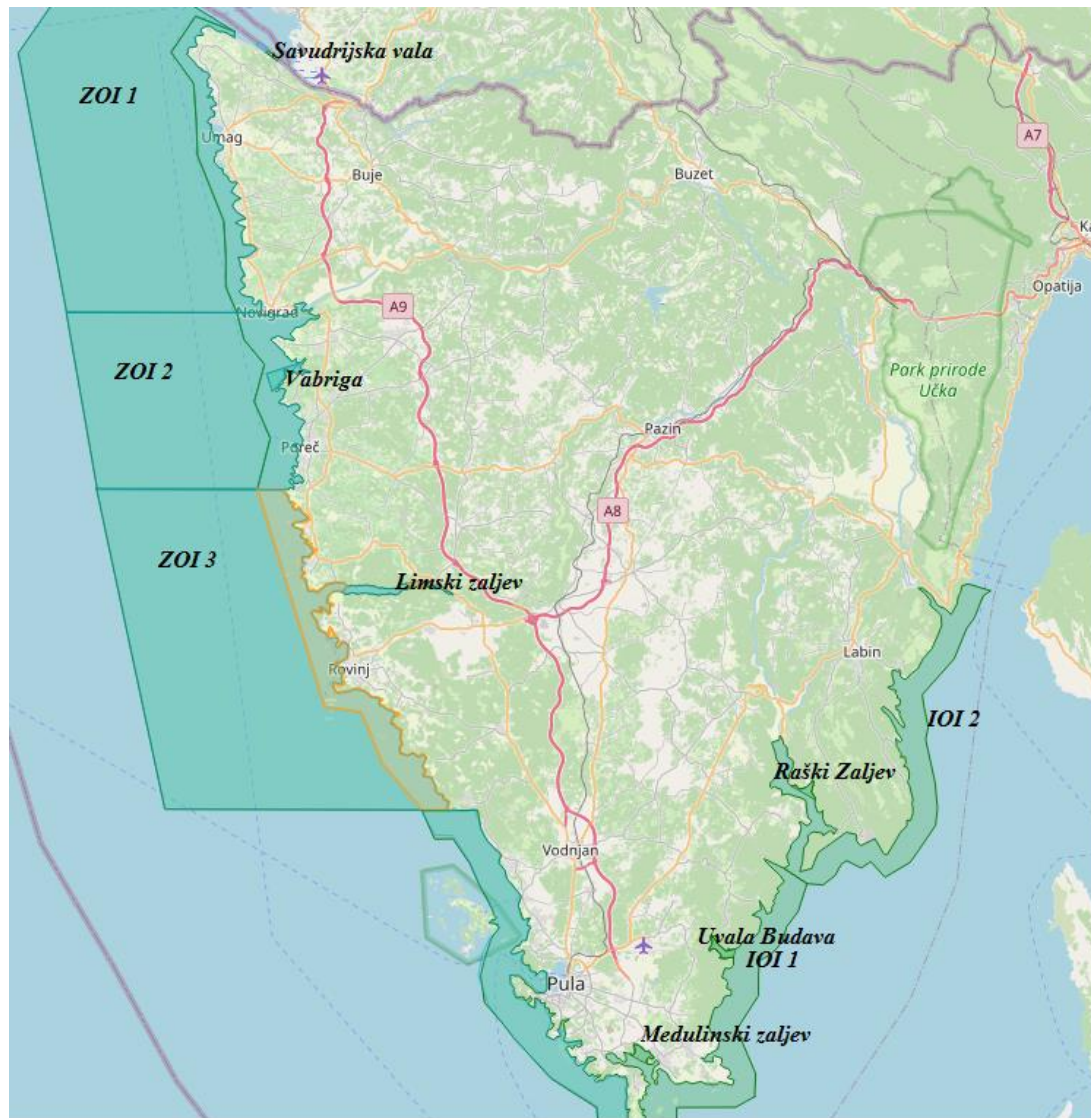 Savudrijska vala
ZOI 1
A7
Umag
Buje
Buzet
Opatija
Novigrad
A9
ZOI 2
Vabriga
Park prirode
Učka
Pazin
Poreč
A8
ZOI 3
Limski zaljev
Rovinj
Labin
IOI 2
Raški Zaljev
Vodnjan
Uvala Budava
IOI 1
Pula
Medulinski zaljev